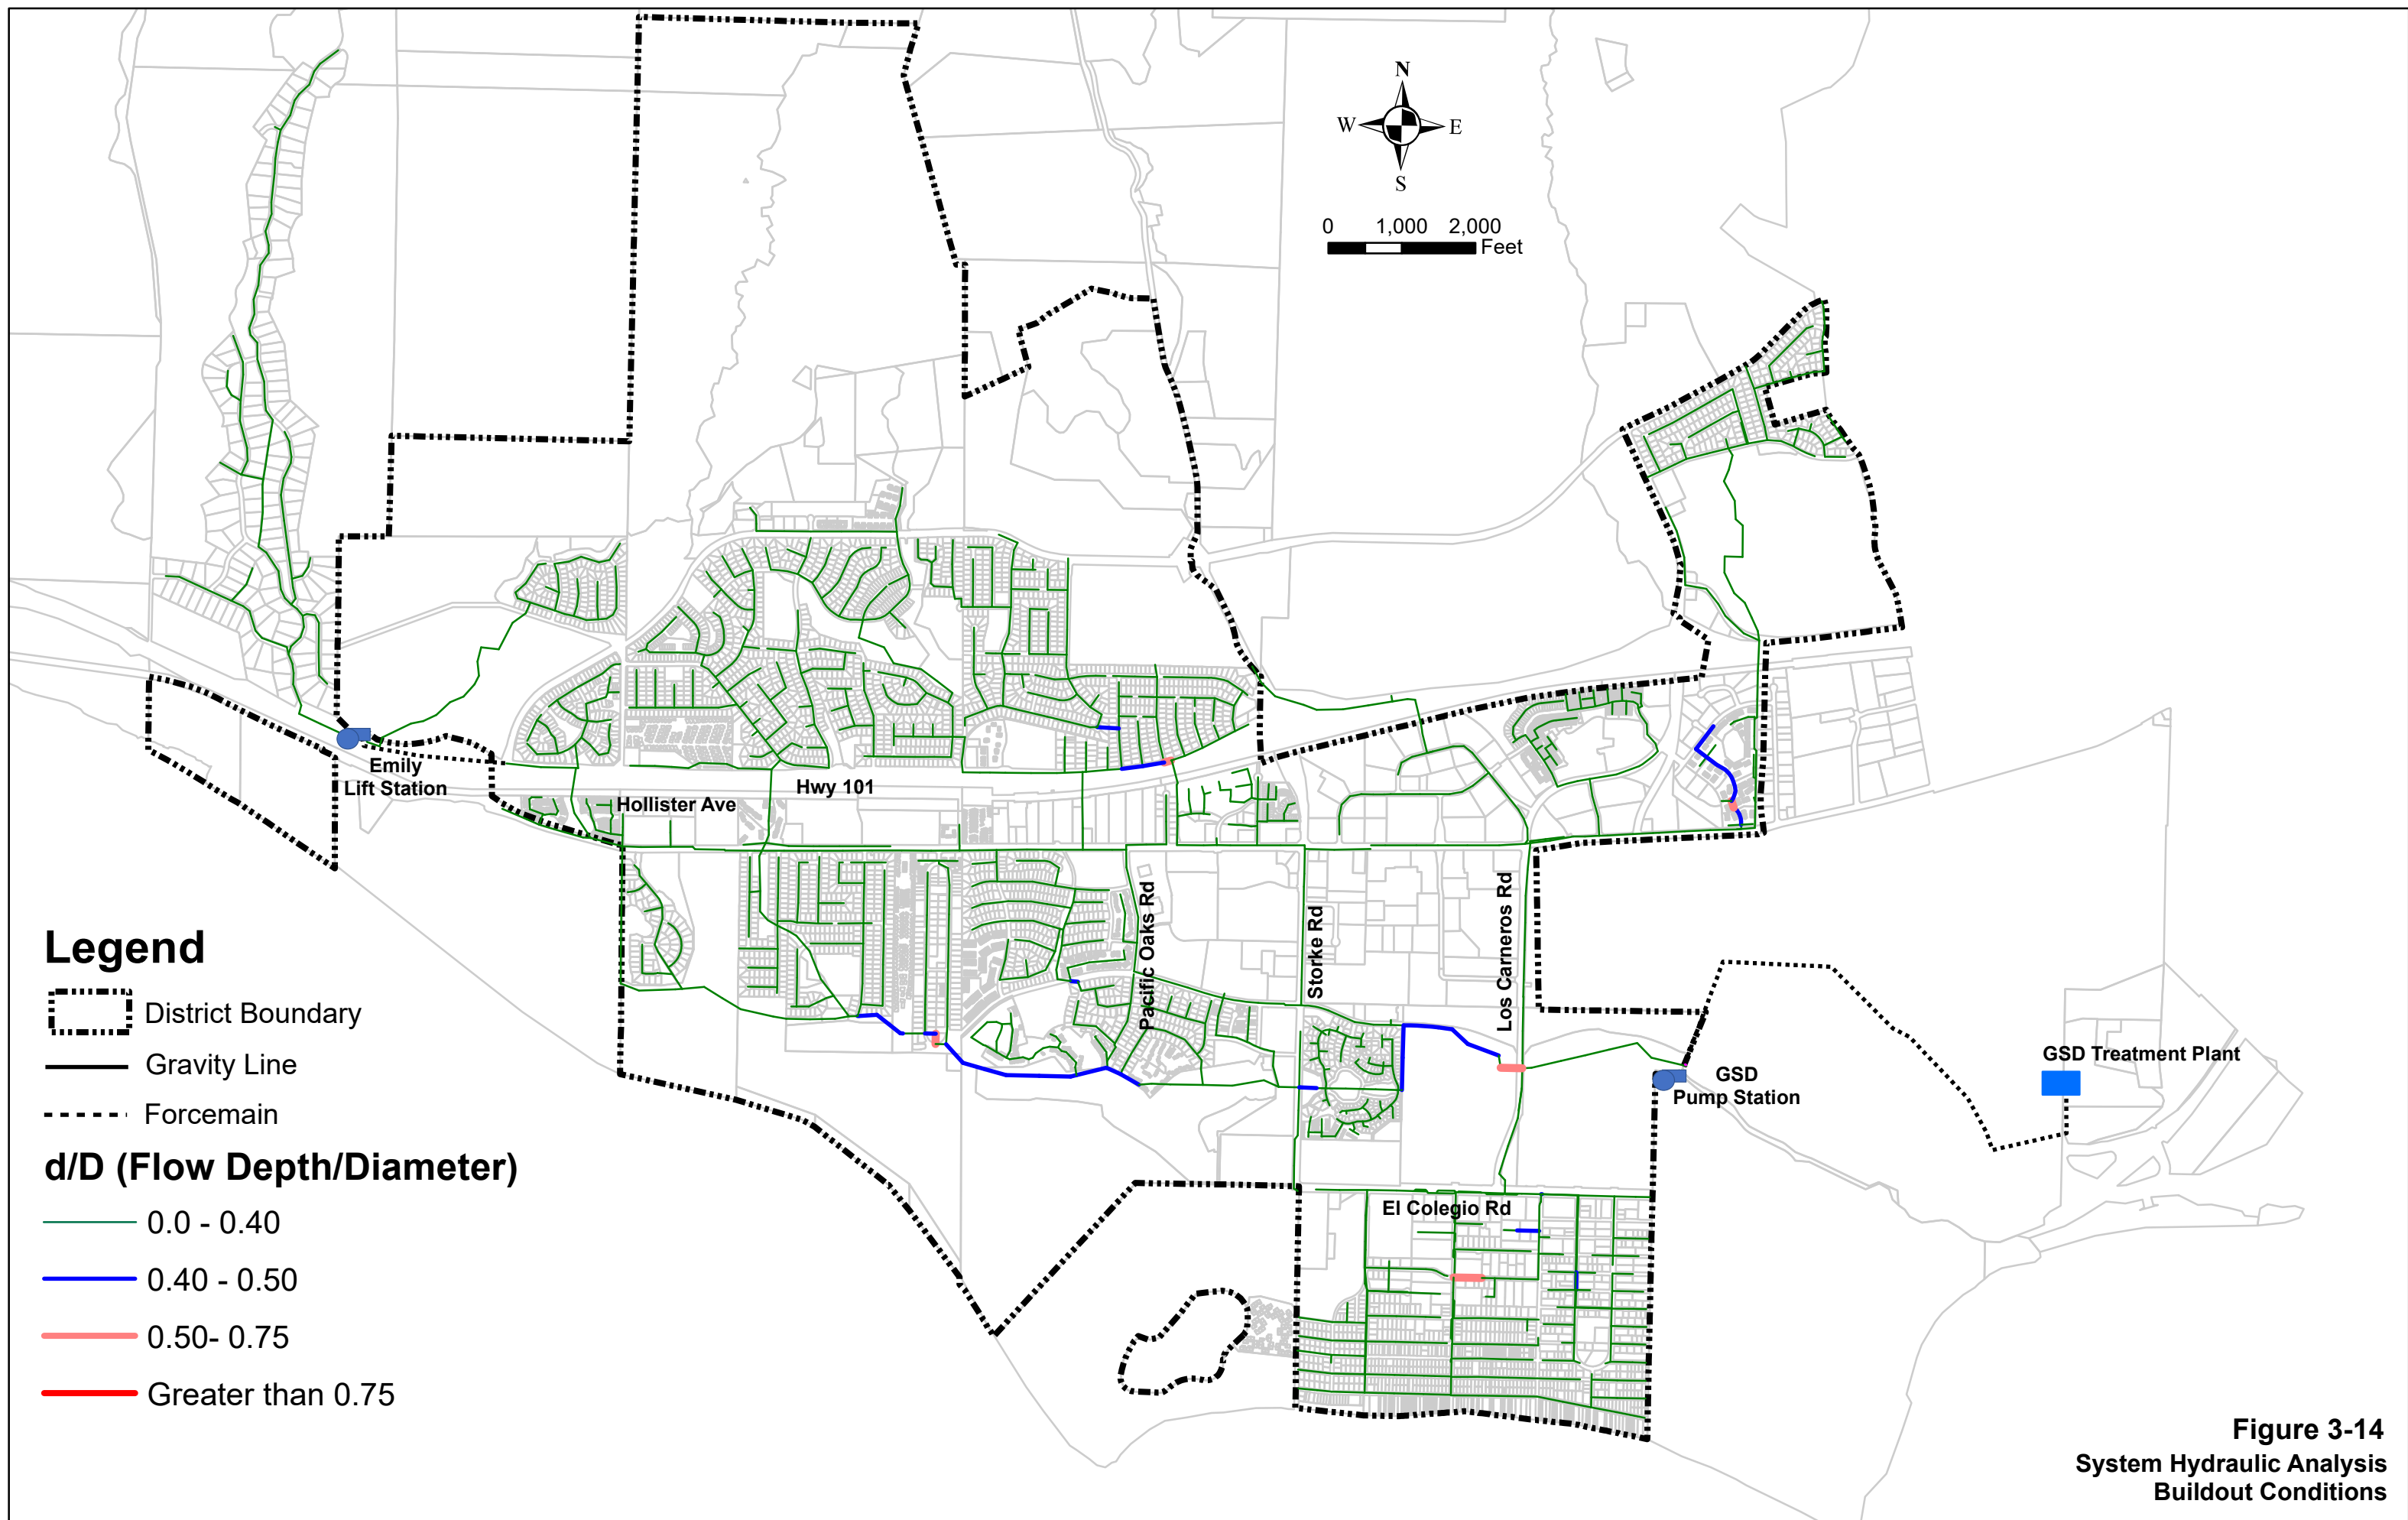 N
W
E
S
0 1,000 2,000
Feet
Emily
Lift Station
Hwy 101
Hollister Ave
Pacific Oaks Rd
Storke Rd
Los Carneros Rd
El Colegio Rd
GSD
Pump Station
GSD Treatment Plant
Legend
District Boundary
Gravity Line
Forcemain
d/D (Flow Depth/Diameter)
0.0 - 0.40
0.40 - 0.50
0.50- 0.75
Greater than 0.75
Figure 3-14
System Hydraulic Analysis
Buildout Conditions